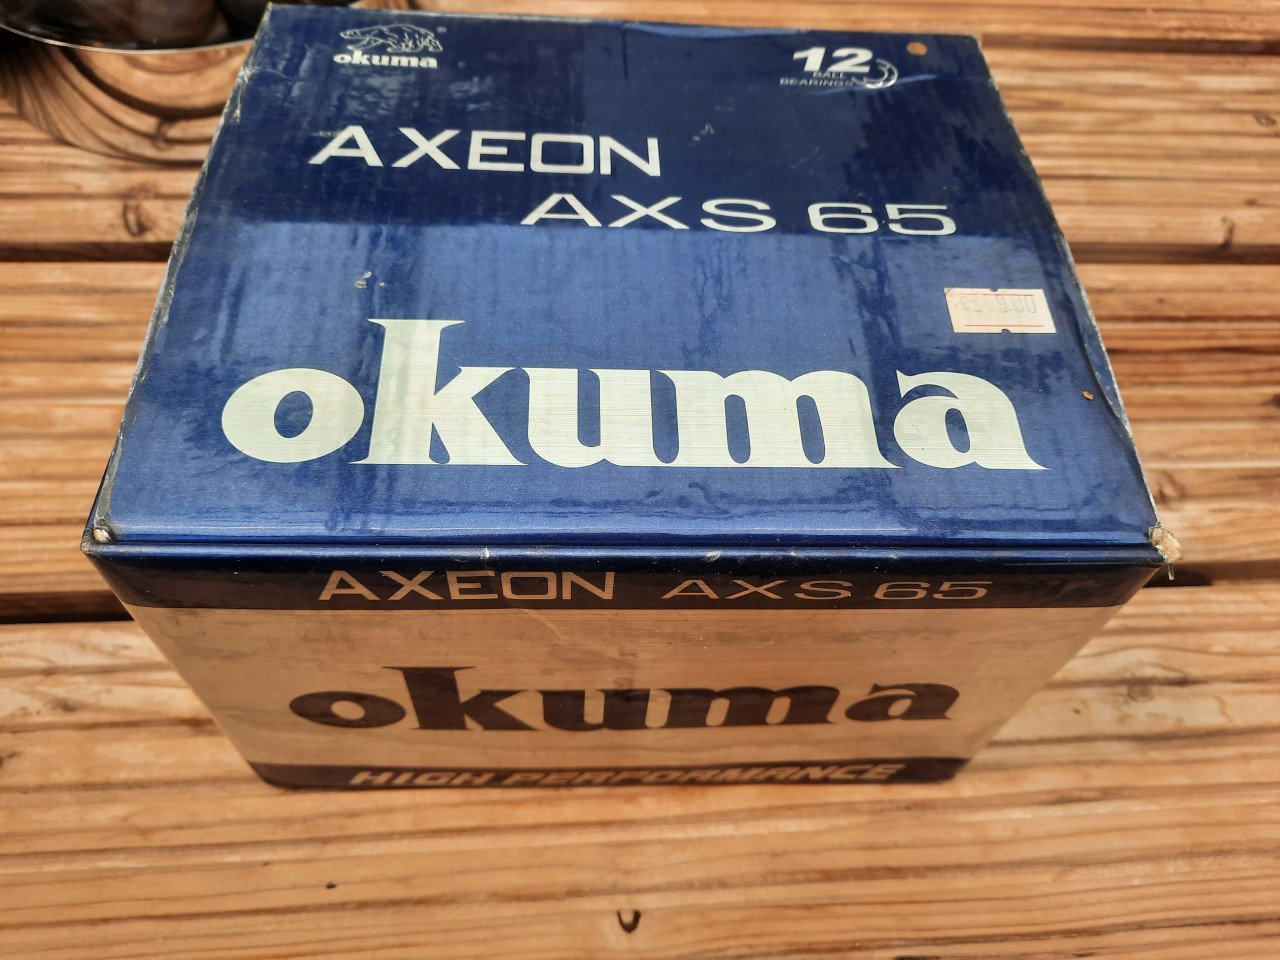 okuma
12
BALL
BEARINGS
AXEON
AXS 65
okuma
AXEON AXS 65
okuma
HIGH PERFORMANCE